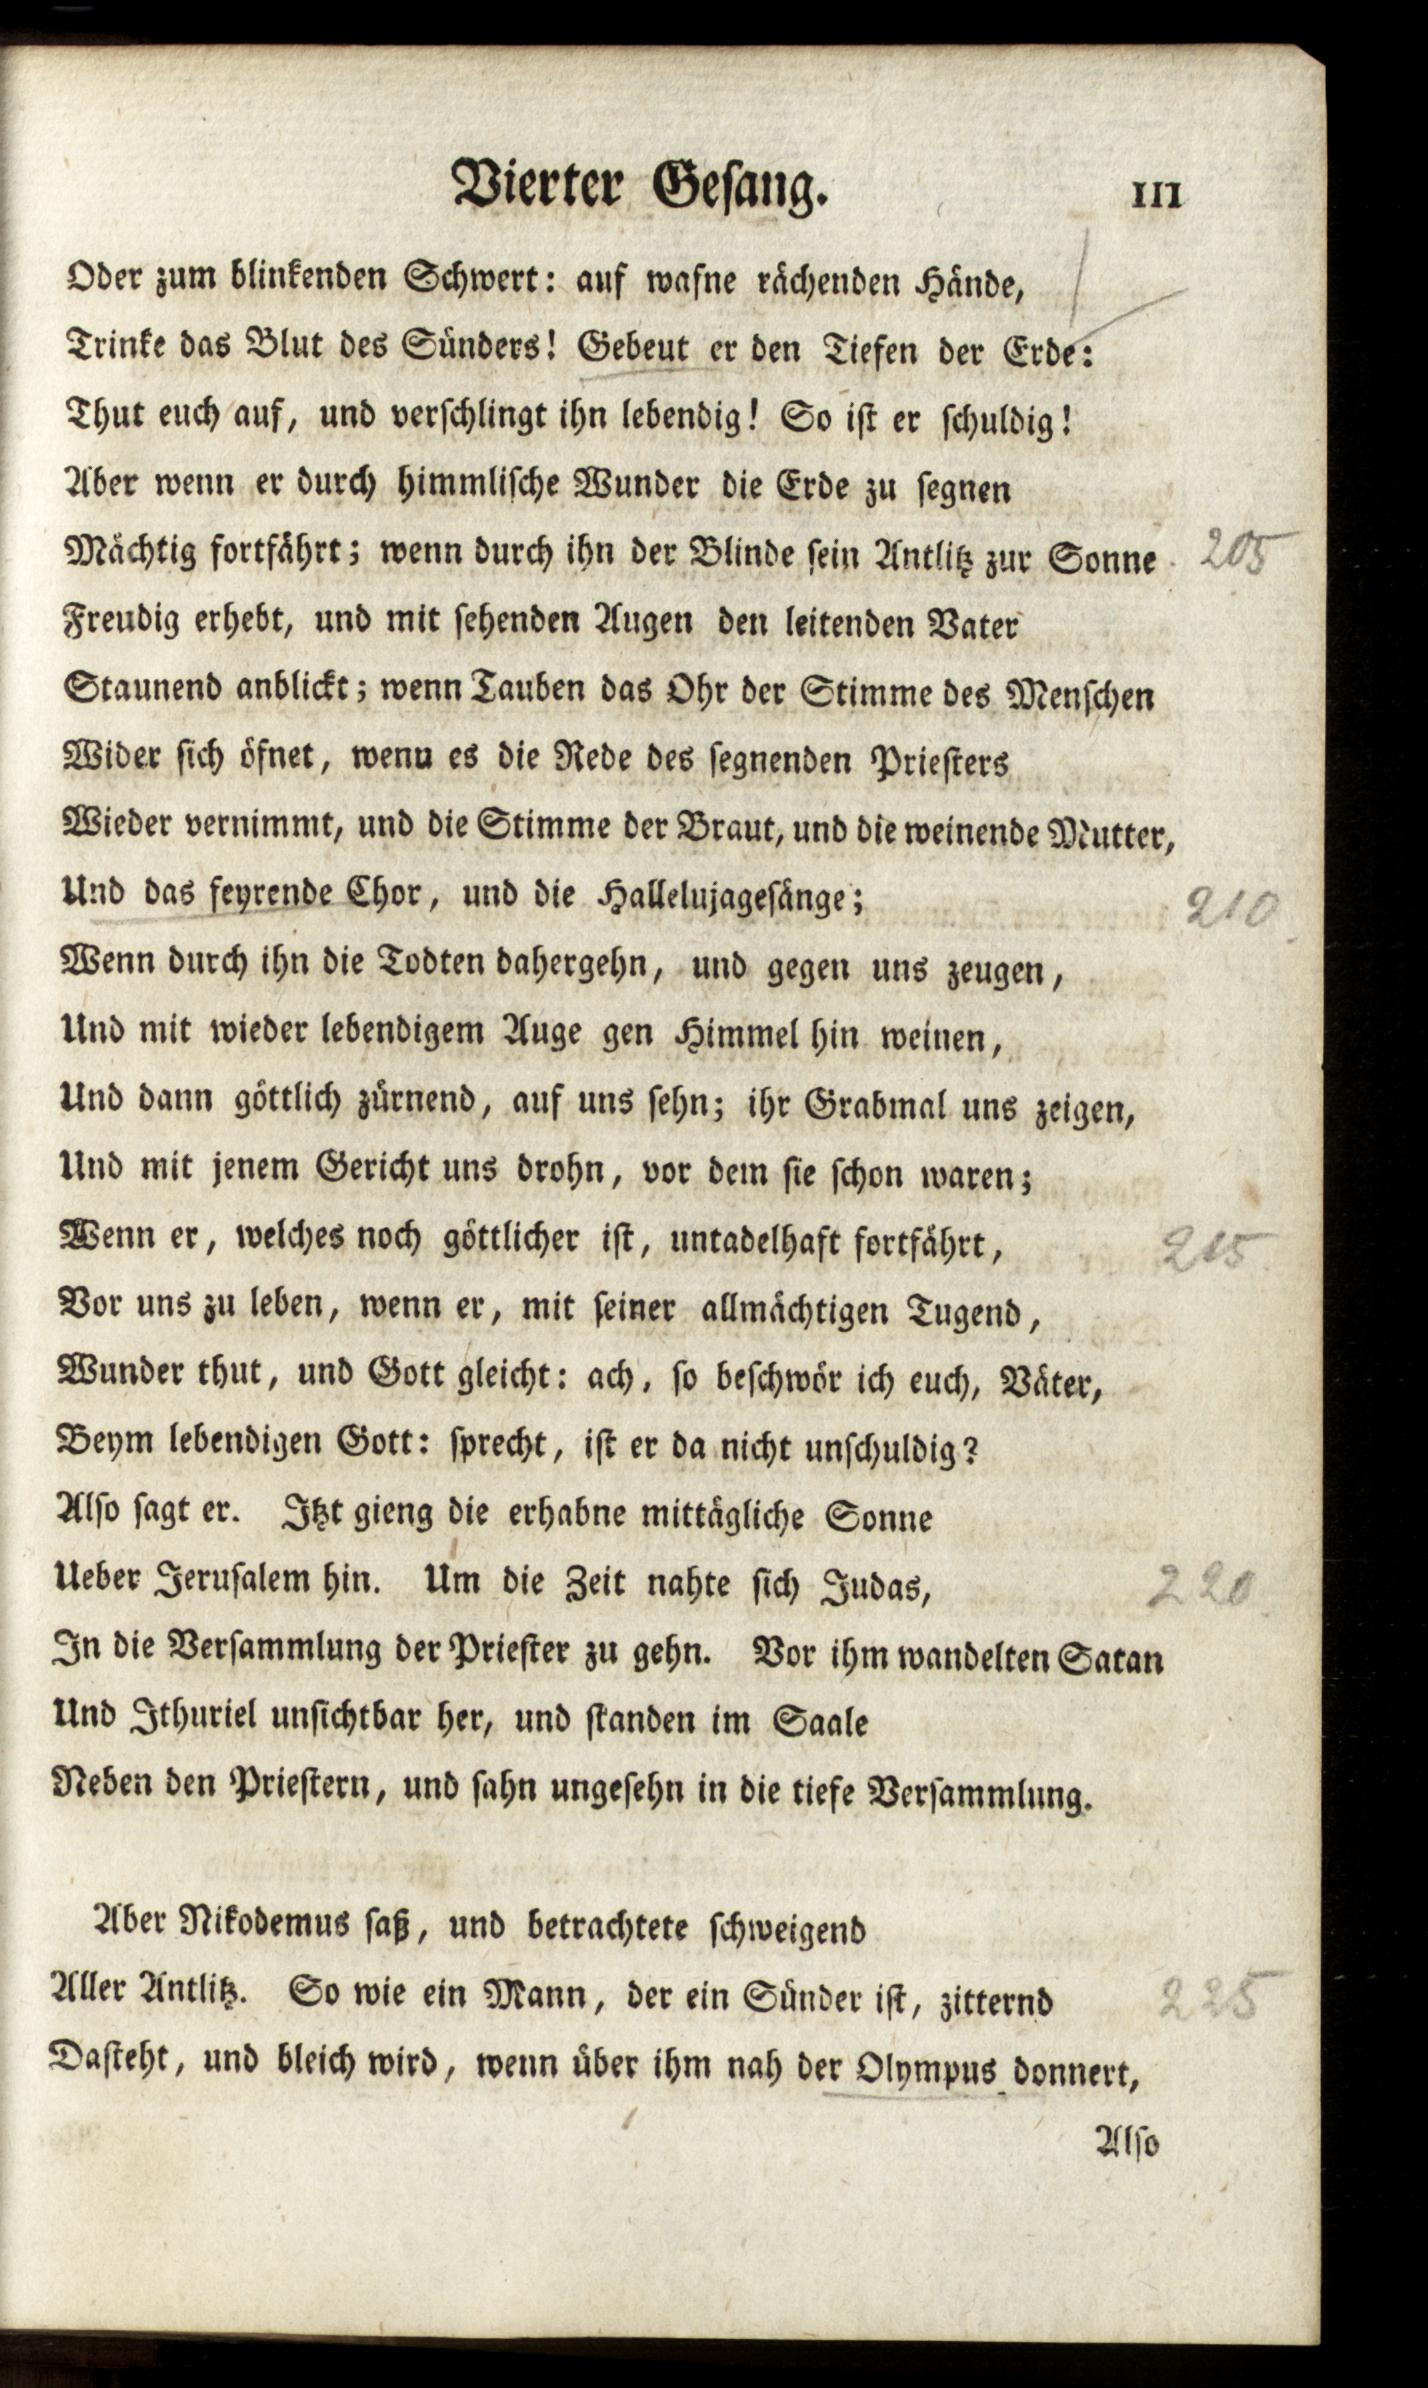 Vierter Gesang. 111
Oder zum blinkenden Schwert: auf wafne rächenden Hände,
Trinke das Blut des Sünders! Gebeut er den Tiefen der Erde:
Thut euch auf, und verschlingt ihn lebendig! So ist er schuldig!
Aber wenn er durch himmlische Wunder die Erde zu segnen
Mächtig fortfährt; wenn durch ihn der Blinde sein Antlitz zur Sonne 205
Freudig erhebt, und mit sehenden Augen den leitenden Vater
Staunend anblickt; wenn Tauben das Ohr der Stimme des Menschen
Wider sich öfnet, wenn es die Rede des segnenden Priesters
Wieder vernimmt, und die Stimme der Braut, und die weinende Mutter,
Und das feyrende Chor, und die Hallelujagesänge; 210
Wenn durch ihn die Todten dahergehn, und gegen uns zeugen,
Und mit wieder lebendigem Auge gen Himmel hin weinen,
Und dann göttlich zürnend, auf uns sehn; ihr Grabmal uns zeigen,
Und mit jenem Gericht uns drohn, vor dem sie schon waren;
Wenn er, welches noch göttlicher ist, untadelhaft fortfährt, 215
Vor uns zu leben, wenn er, mit seiner allmächtigen Tugend,
Wunder thut, und Gott gleicht: ach, so beschwör ich euch, Väter,
Beym lebendigen Gott: sprecht, ist er da nicht unschuldig?
Also sagt er. Itzt gieng die erhabne mittägliche Sonne
Ueber Jerusalem hin. Um die Zeit nahte sich Judas, 220
In die Versammlung der Priester zu gehn. Vor ihm wandelten Satan
Und Ithuriel unsichtbar her, und standen im Saale
Neben den Priestern, und sahn ungesehn in die tiefe Versammlung.
Aber Nikodemus saß, und betrachtete schweigend
Aller Antlitz. So wie ein Mann, der ein Sünder ist, zitternd 225
Dasteht, und bleich wird, wenn über ihm nah der Olympus donnert,
Also